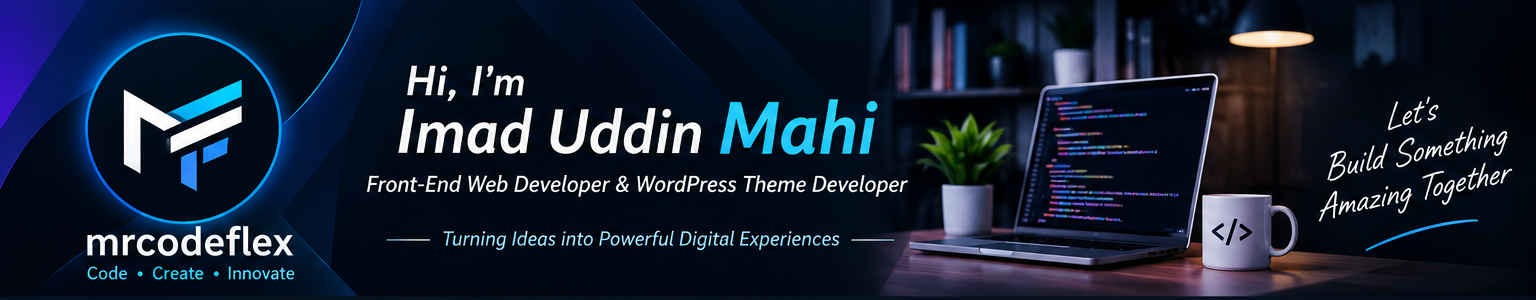 mrcodeflex
Code • Create • Innovate
Hi, I'm
Imad Uddin Mahi
Front-End Web Developer & WordPress Theme Developer
Turning Ideas into Powerful Digital Experiences
</>
Let's
Build Something
Amazing Together